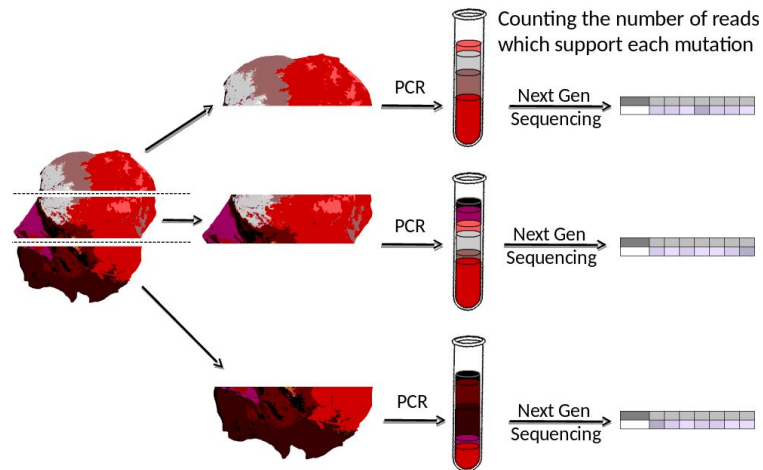 Counting the number of reads
which support each mutation
PCR
Next Gen
Sequencing
PCR
Next Gen
Sequencing
PCR
Next Gen
Sequencing